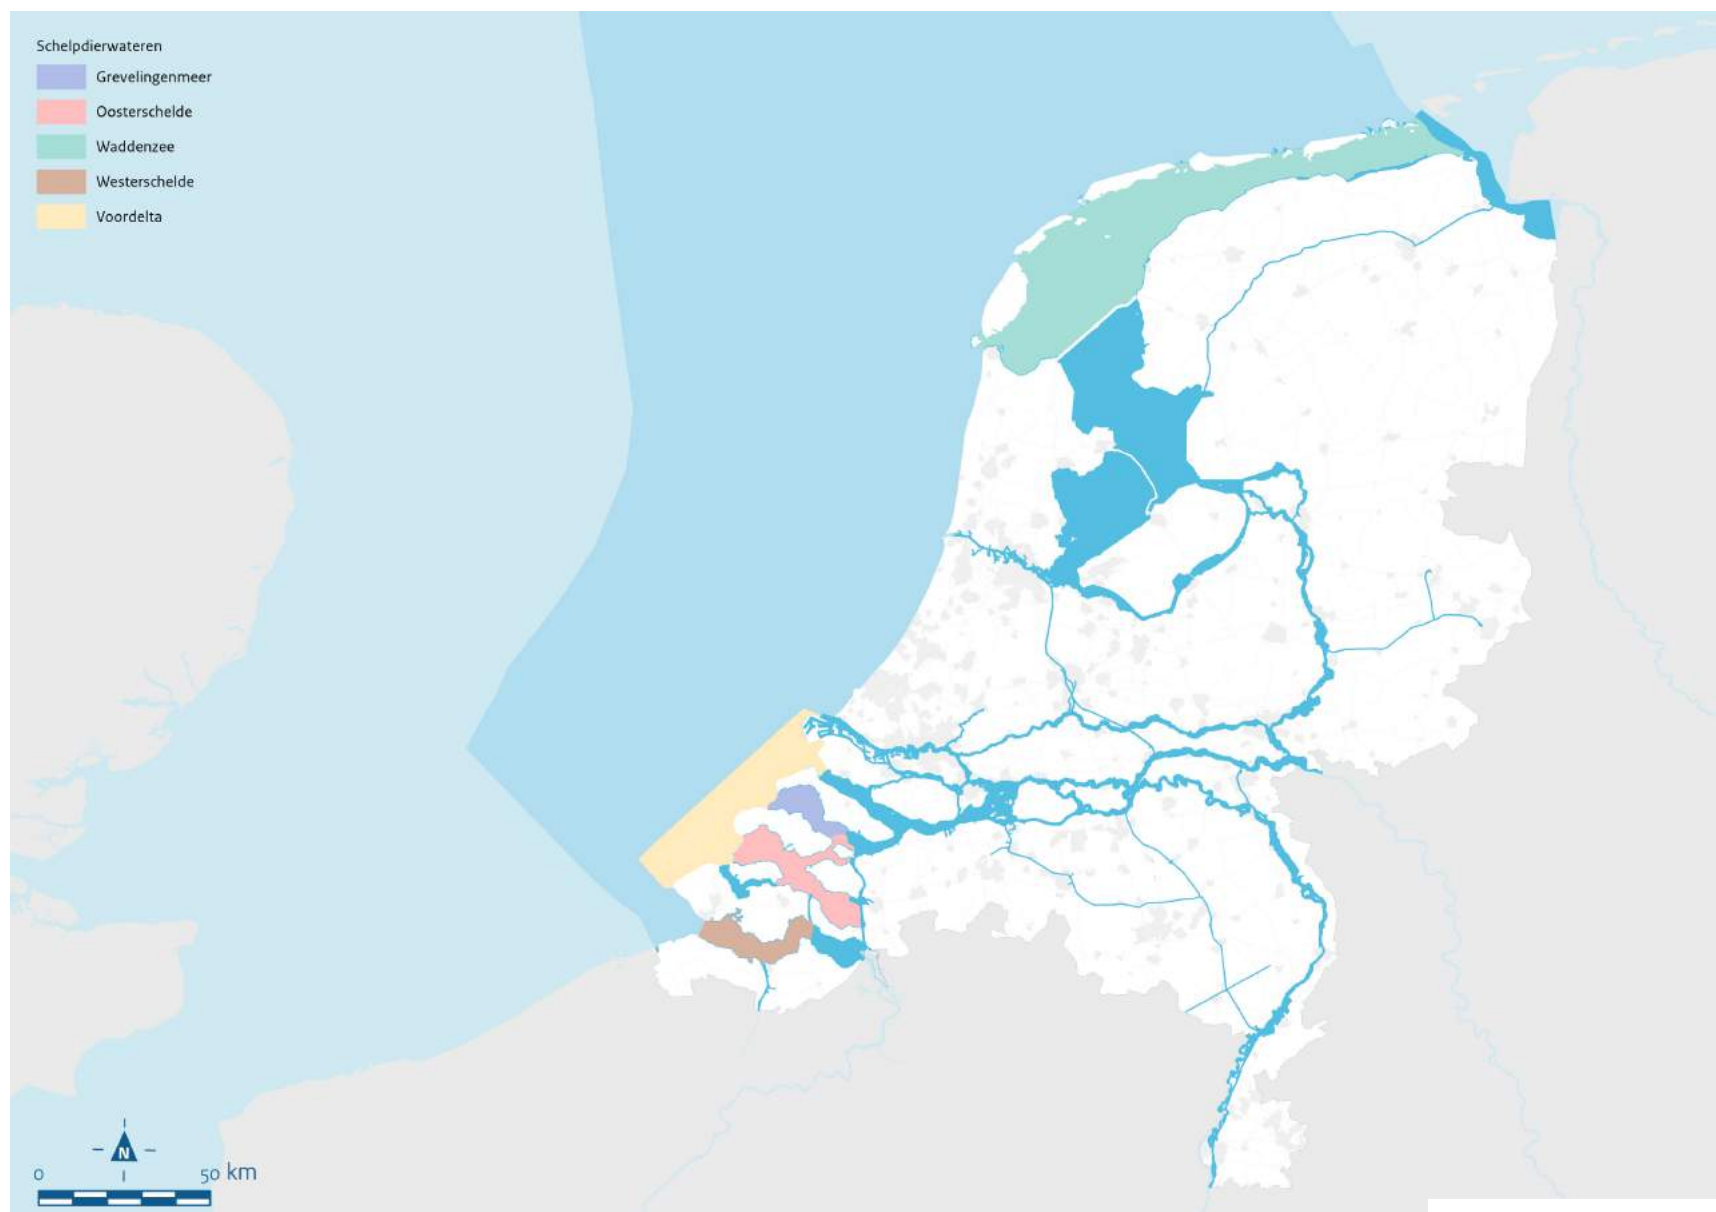 Schelpdierwateren
Grevelingenmeer
Oosterschelde
Waddenzee
Westerschelde
Voordelta
N
0 50 km